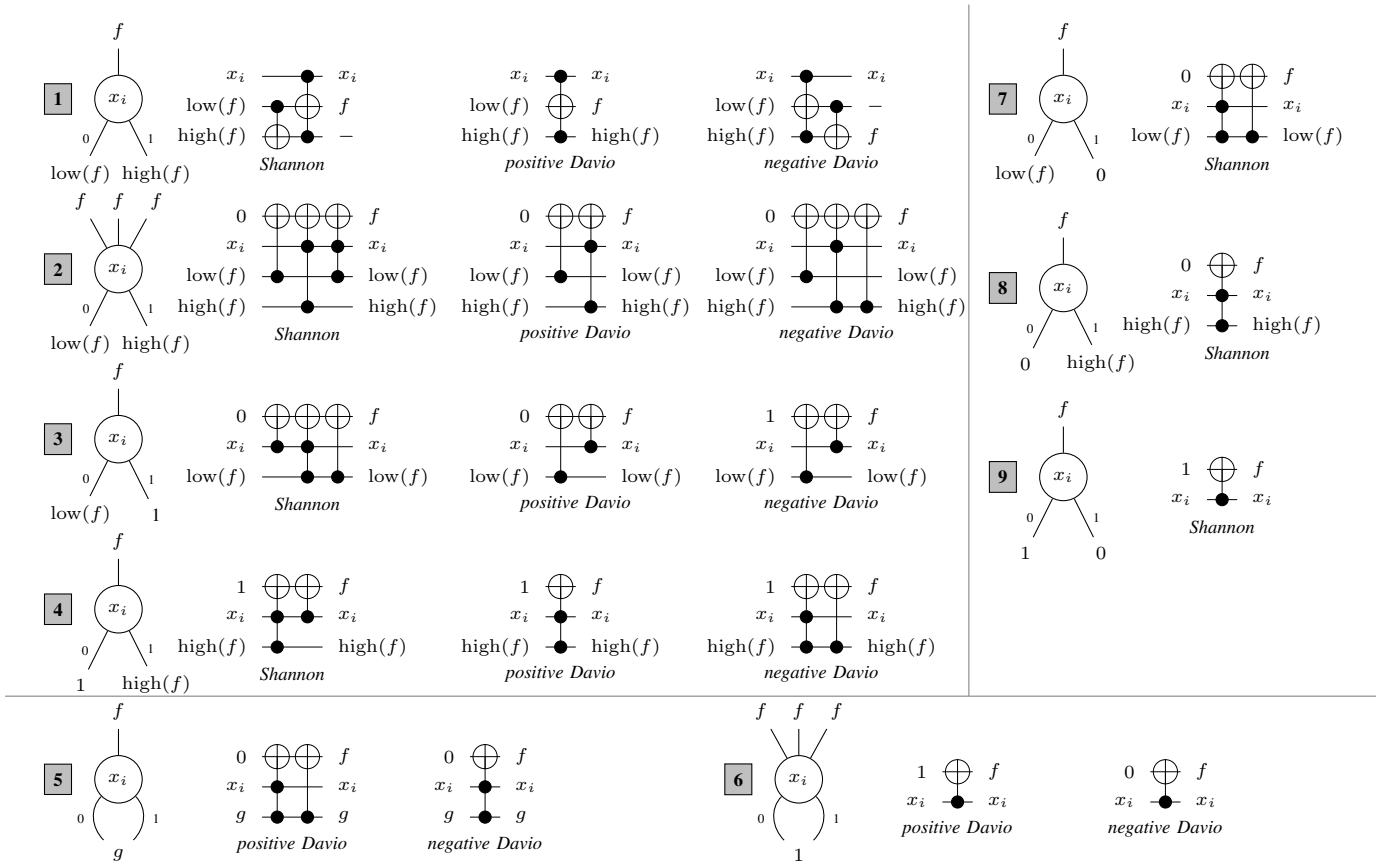 f
1
x_i
0 1
low(f) high(f)
x_i x_i
low(f) f
high(f) −
Shannon
x_i x_i
low(f) f
high(f) high(f)
positive Davio
x_i x_i
low(f) −
high(f) f
negative Davio
f f f
2
x_i
0 1
low(f) high(f)
0 f
x_i x_i
low(f) low(f)
high(f) high(f)
Shannon
0 f
x_i x_i
low(f) low(f)
high(f) high(f)
positive Davio
0 f
x_i x_i
low(f) low(f)
high(f) high(f)
negative Davio
f
3
x_i
0 1
low(f) 1
0 f
x_i x_i
low(f) low(f)
Shannon
0 f
x_i x_i
low(f) low(f)
positive Davio
1 f
x_i x_i
low(f) low(f)
negative Davio
f
4
x_i
0 1
1 high(f)
1 f
x_i x_i
high(f) high(f)
Shannon
1 f
x_i x_i
high(f) high(f)
positive Davio
1 f
x_i x_i
high(f) high(f)
negative Davio
f
7
x_i
0 1
low(f) 0
0 f
x_i x_i
low(f) low(f)
Shannon
f
8
x_i
0 1
0 high(f)
0 f
x_i x_i
high(f) high(f)
Shannon
f
9
x_i
0 1
1 0
1 f
x_i x_i
Shannon
f
5
x_i
0 1
g
0 f
x_i x_i
g g
positive Davio
0 f
x_i x_i
g g
negative Davio
f f f
6
x_i
0 1
1
1 f
x_i x_i
positive Davio
0 f
x_i x_i
negative Davio